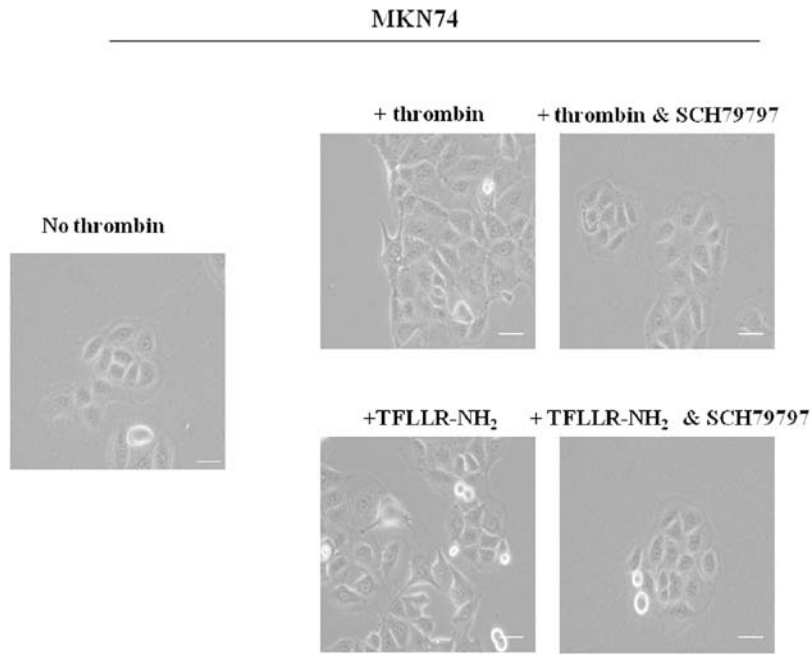 MKN74
+ thrombin
+ thrombin & SCH79797
No thrombin
+TFLLR-NH₂
+ TFLLR-NH₂ & SCH79797